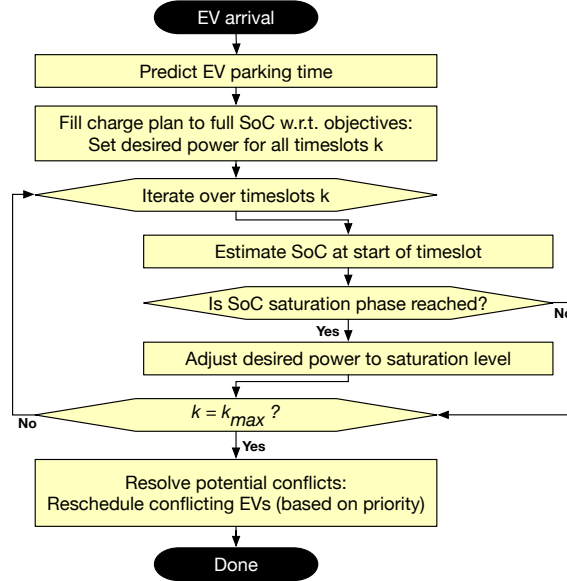 EV arrival
Predict EV parking time
Fill charge plan to full SoC w.r.t. objectives:
Set desired power for all timeslots k
Iterate over timeslots k
Estimate SoC at start of timeslot
Is SoC saturation phase reached?
No
Yes
Adjust desired power to saturation level
k = kmax ?
No
Yes
Resolve potential conflicts:
Reschedule conflicting EVs (based on priority)
Done